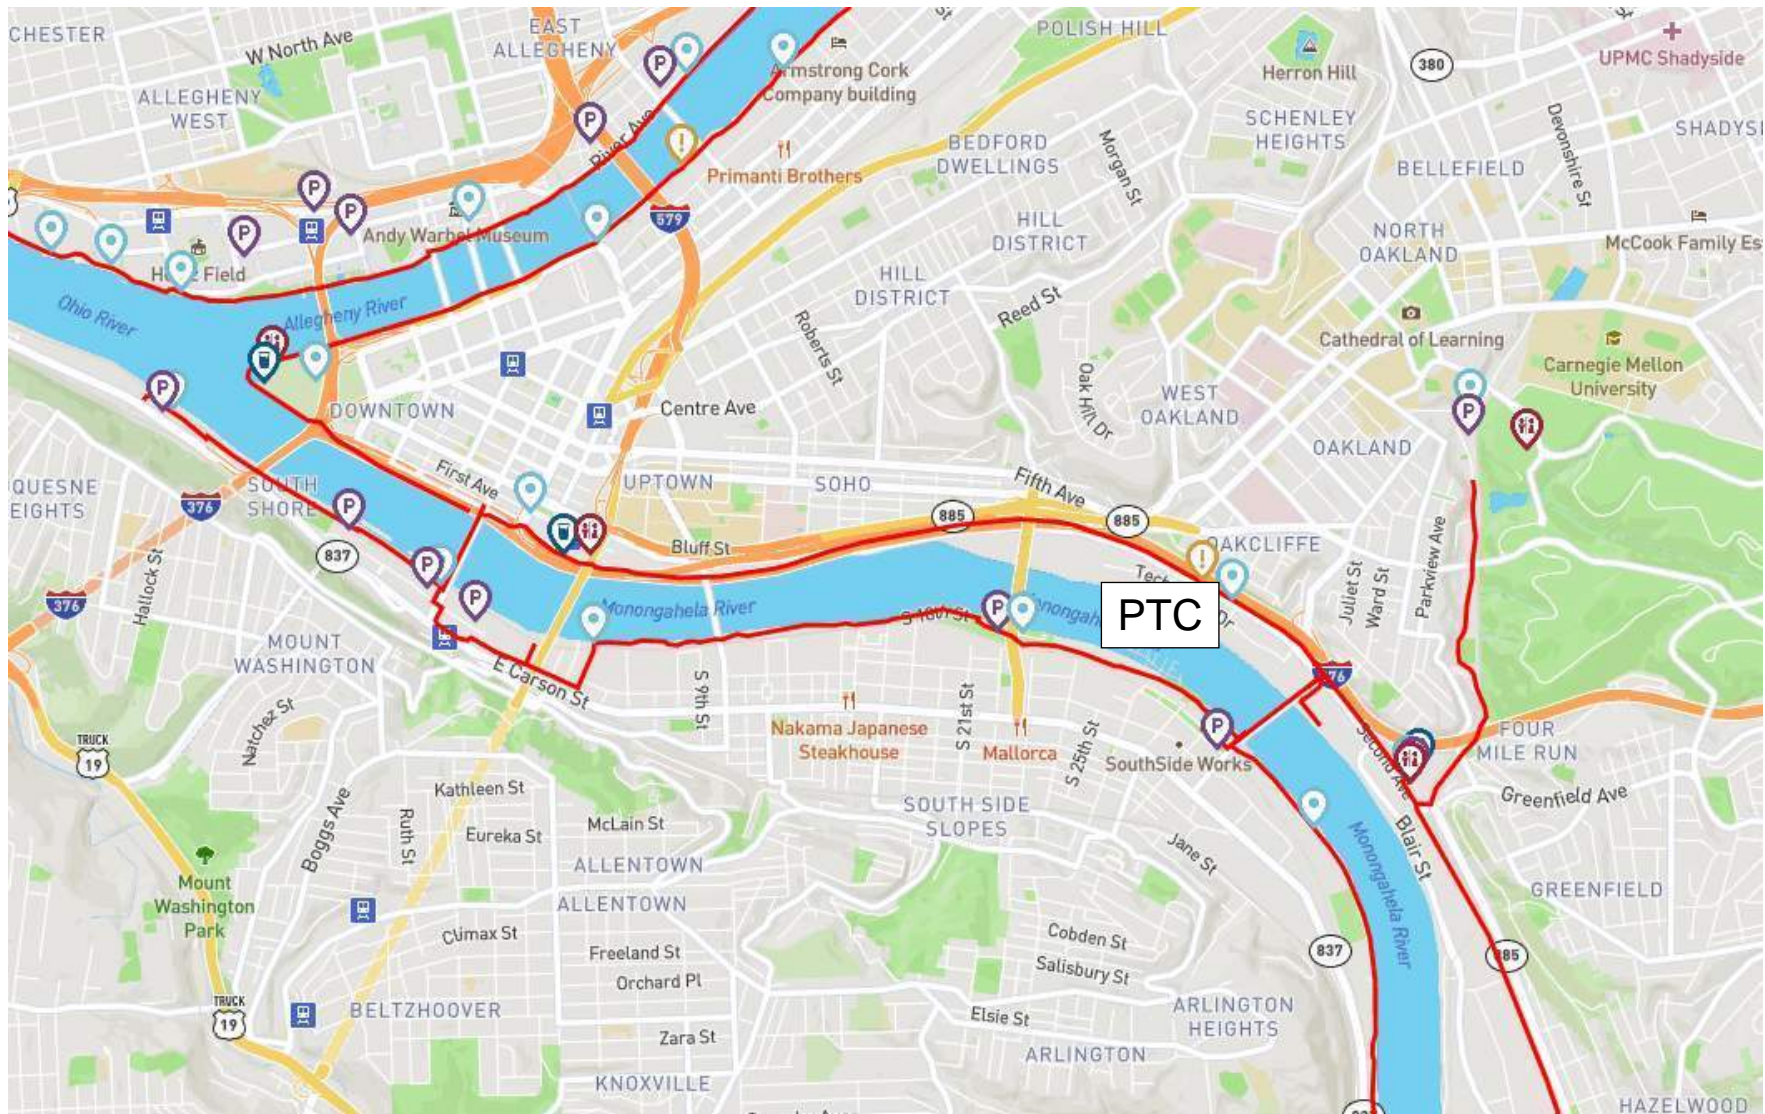 CHESTER
W North Ave
EAST
ALLEGHENY
POLISH HILL
Herron Hill
380
UPMC Shadyside
Armstrong Cork
Company building
ALLEGHENY
WEST
River Ave
Primanti Brothers
BEDFORD
DWELLINGS
Morgan St
SCHENLEY
HEIGHTS
BELLEFIELD
Devonshire St
SHADYSI
579
Andy Warhol Museum
Field
HILL
DISTRICT
NORTH
OAKLAND
McCook Family Es
Ohio River
Allegheny River
HILL
DISTRICT
Reed St
Roberts St
Cathedral of Learning
Carnegie Mellon
University
DOWNTOWN
Centre Ave
Oak Hill Dr
WEST
OAKLAND
OAKLAND
QUESNE
EIGHTS
SOUTH
SHORE
376
First Ave
UPTOWN
SOHO
Fifth Ave
885
885
837
Bluff St
OAKCLIFFE
Juliet St
Ward St
Parkview Ave
Hallock St
376
Monongahela River
S 18th St
PTC
Dr
MOUNT
WASHINGTON
E Carson St
S 9th St
S 21st St
S 25th St
76
Natchez St
TRUCK
19
Nakama Japanese
Steakhouse
Mallorca
SouthSide Works
Second Ave
FOUR
MILE RUN
Greenfield Ave
Kathleen St
Boggs Ave
Ruth St
Eureka St
McLain St
SOUTH SIDE
SLOPES
Jane St
Blair St
Monongahela River
Mount
Washington
Park
ALLENTOWN
ALLENTOWN
GREENFIELD
Climax St
Freeland St
Orchard Pl
Cobden St
Salisbury St
837
885
TRUCK
19
BELTZHOOVER
Zara St
Elsie St
ARLINGTON
HEIGHTS
ARLINGTON
KNOXVILLE
HAZELWOOD